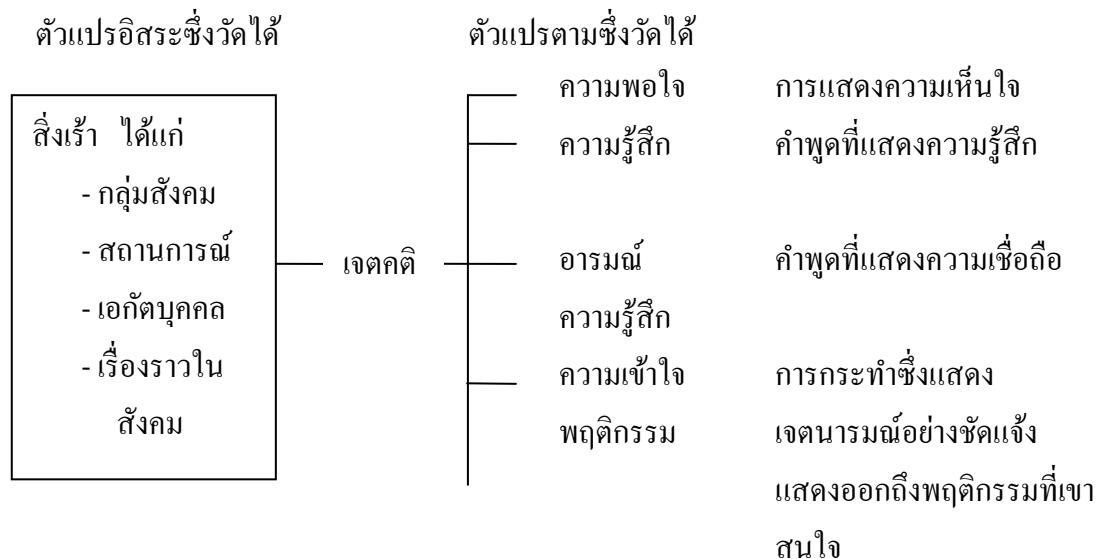 ตัวแปรอิสระซึ่งวัดได้ ตัวแปรตามซึ่งวัดได้
ความพอใจ การแสดงความเห็นใจ
สิ่งเร้า ได้แก่ ความรู้สึก คำพูดที่แสดงความรู้สึก
- กลุ่มสังคม
- สถานการณ์ เจตคติ อารมณ์ คำพูดที่แสดงความเชื่อถือ
- เอกัตบุคคล ความรู้สึก
- เรื่องราวใน ความเข้าใจ การกระทำซึ่งแสดง
สังคม พฤติกรรม เจตนารมณ์อย่างชัดแจ้ง
แสดงออกถึงพฤติกรรมที่เขา
สนใจ